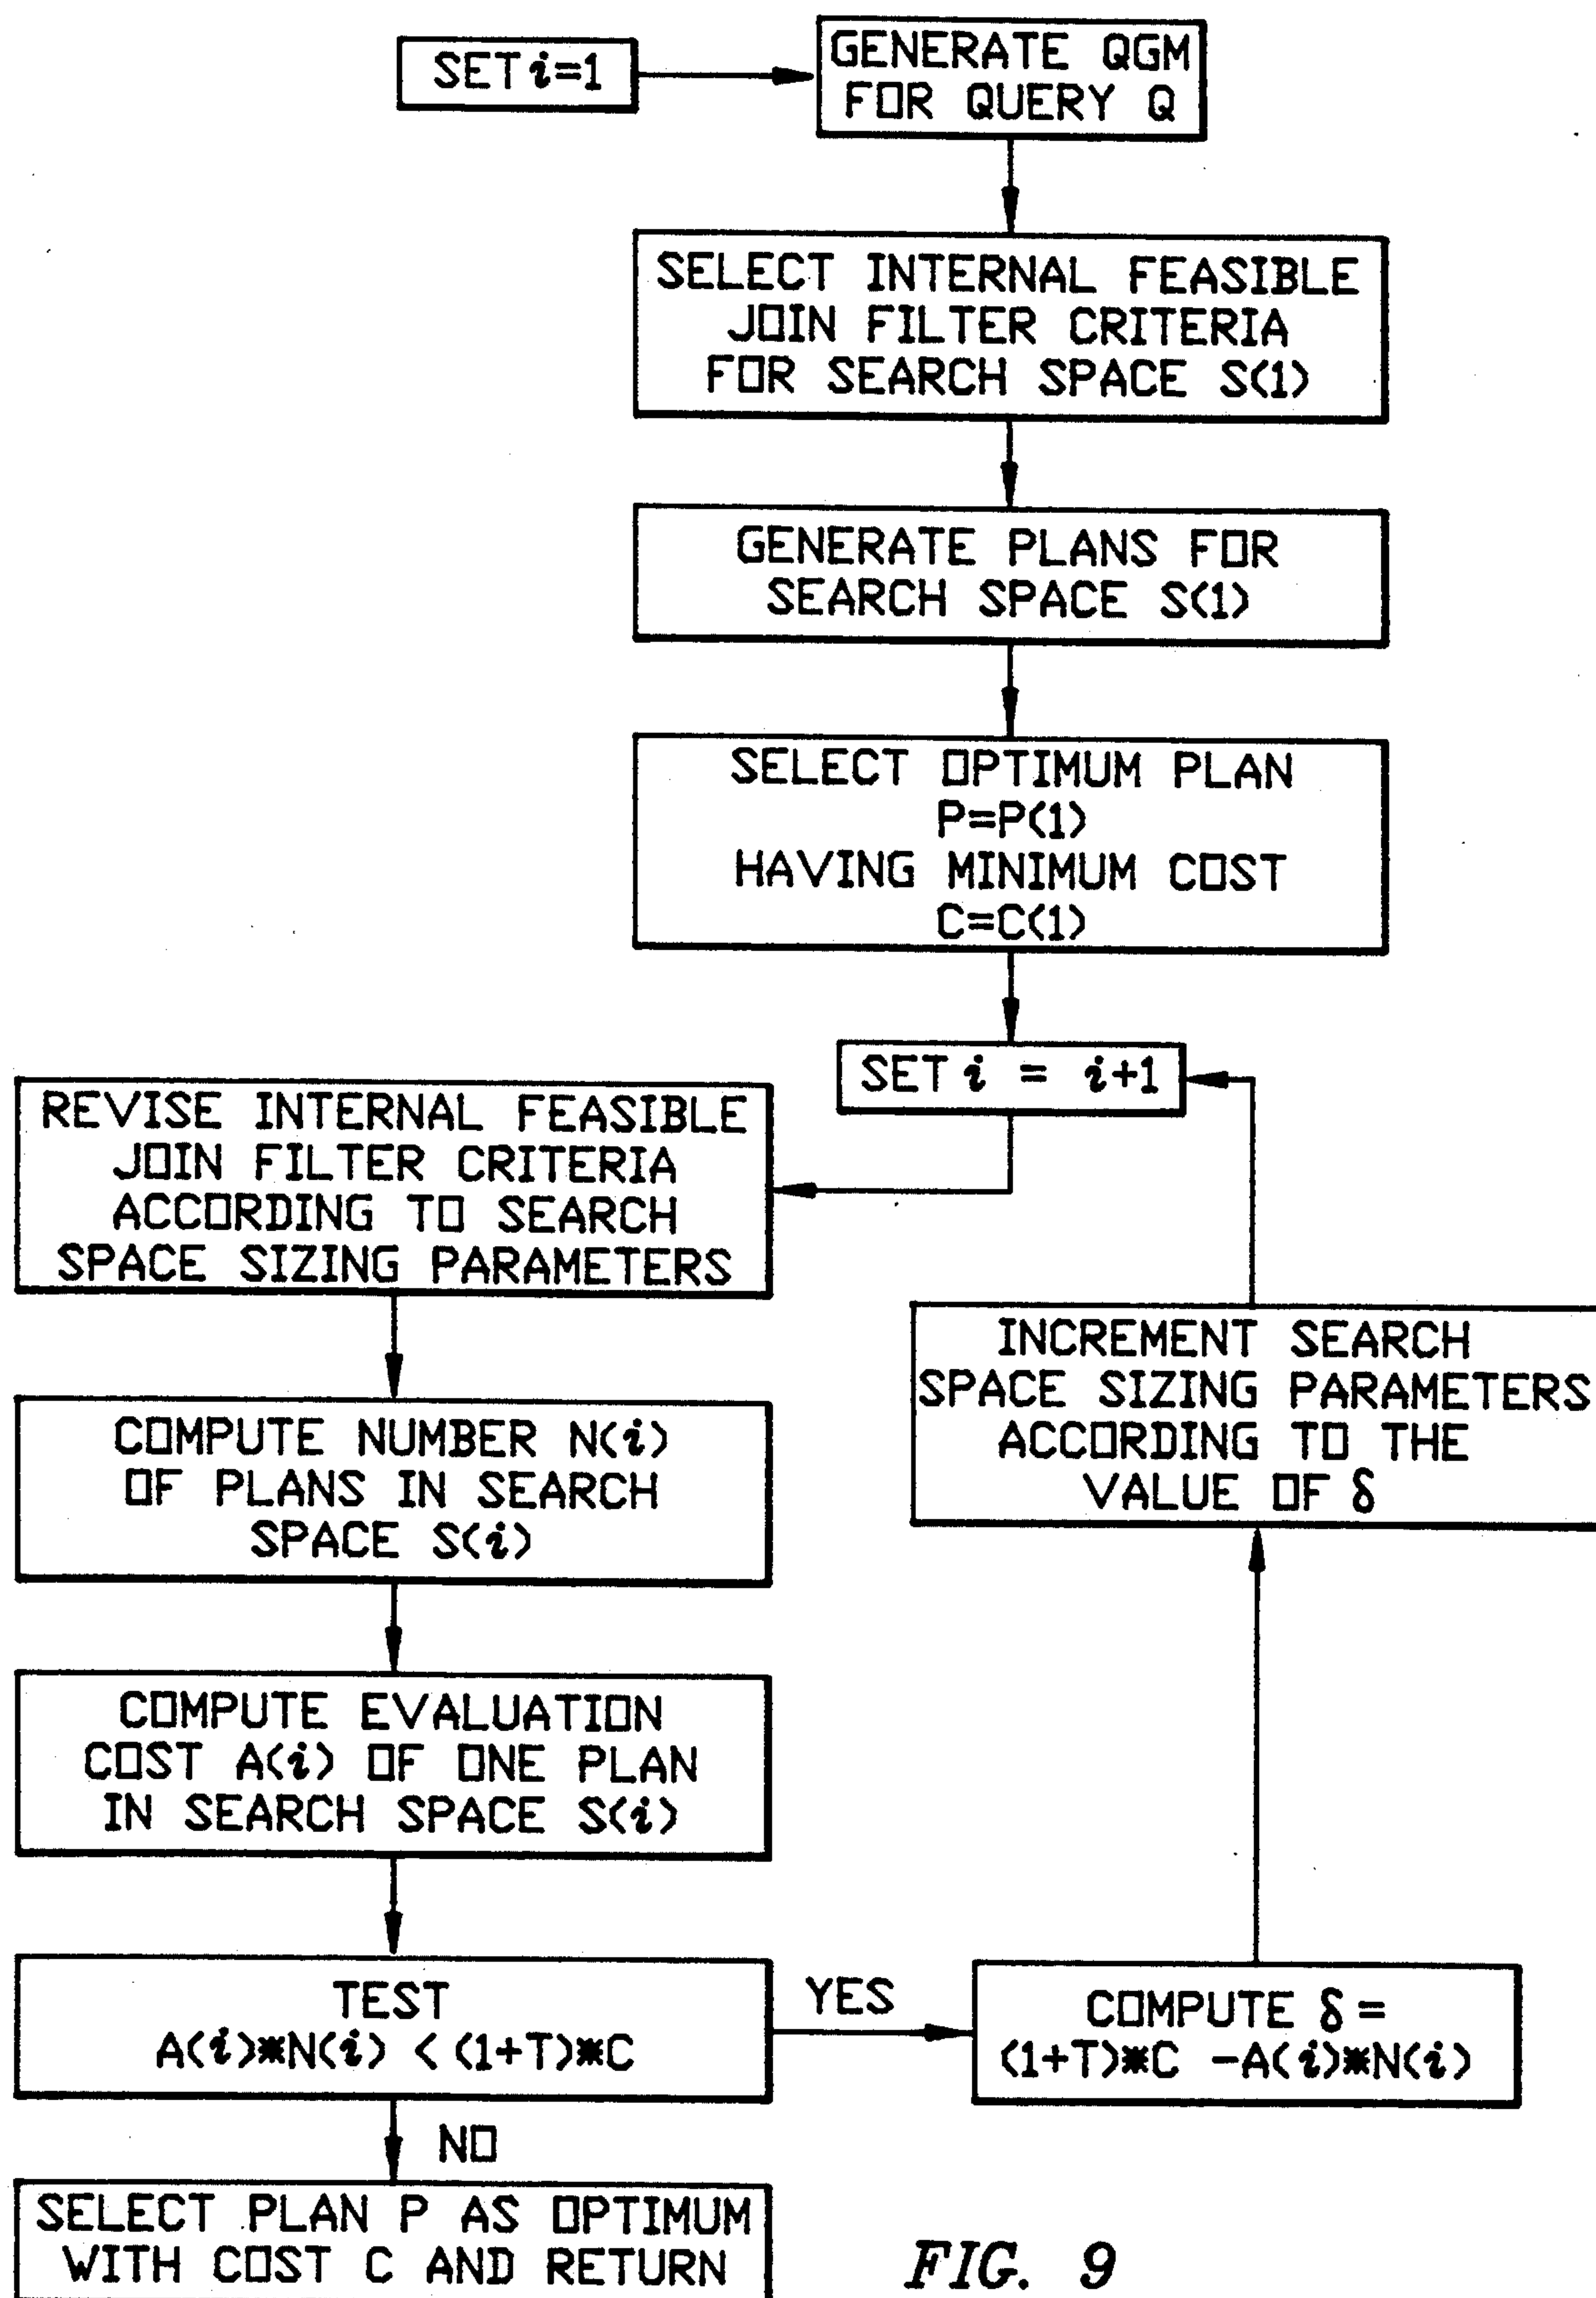 SET i=1
GENERATE QGM
FOR QUERY Q
SELECT INTERNAL FEASIBLE
JOIN FILTER CRITERIA
FOR SEARCH SPACE S(1)
GENERATE PLANS FOR
SEARCH SPACE S(1)
SELECT OPTIMUM PLAN
P=P(1)
HAVING MINIMUM COST
C=C(1)
SET i = i+1
REVISE INTERNAL FEASIBLE
JOIN FILTER CRITERIA
ACCORDING TO SEARCH
SPACE SIZING PARAMETERS
COMPUTE NUMBER N(i)
OF PLANS IN SEARCH
SPACE S(i)
COMPUTE EVALUATION
COST A(i) OF ONE PLAN
IN SEARCH SPACE S(i)
TEST
A(i)*N(i) < (1+T)*C
YES
COMPUTE δ =
(1+T)*C -A(i)*N(i)
INCREMENT SEARCH
SPACE SIZING PARAMETERS
ACCORDING TO THE
VALUE OF δ
NO
SELECT PLAN P AS OPTIMUM
WITH COST C AND RETURN
FIG. 9